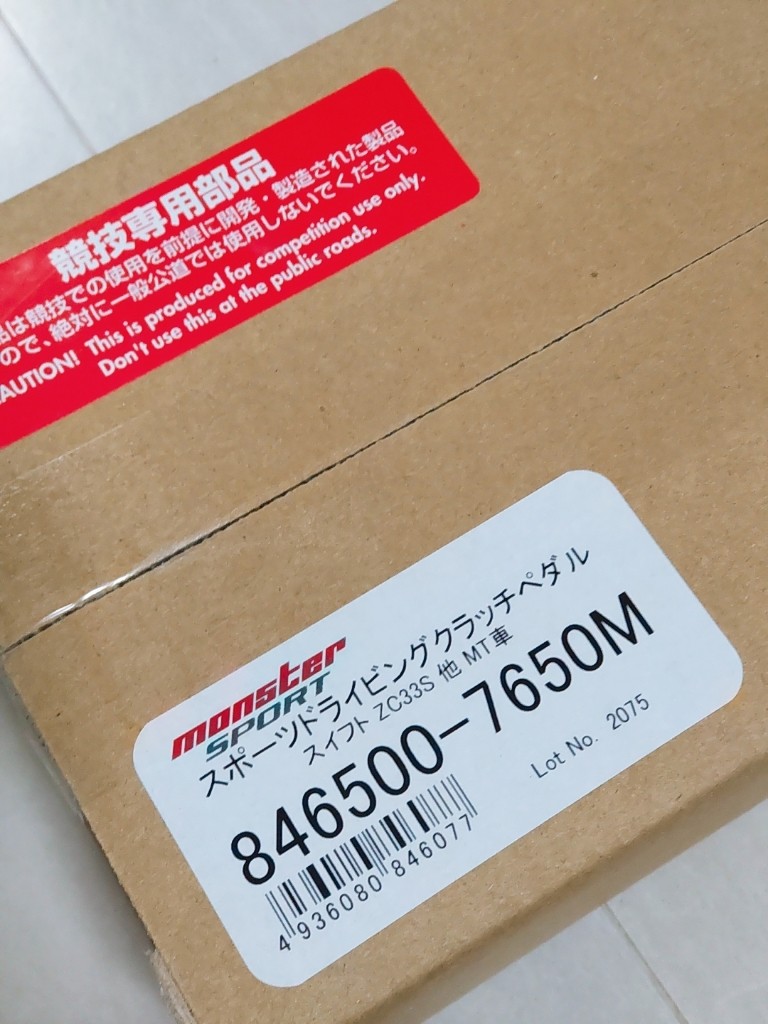 競技専用部品
品は競技での使用を前提に開発・製造された製品
ので、絶対に一般公道では使用しないでください。
AUTION! This is produced for competition use only.
Don't use this at the public roads.
monster
SPORT
スポーツドライビングクラッチペダル
スイフト ZC33S 他 MT車
846500-7650M
Lot No. 2075
4 936080 846077